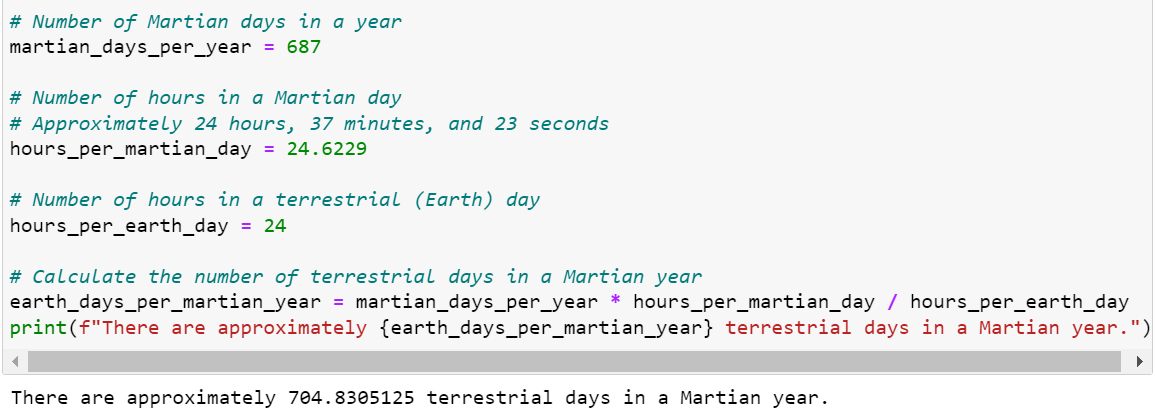 # Number of Martian days in a year
martian_days_per_year = 687
# Number of hours in a Martian day
# Approximately 24 hours, 37 minutes, and 23 seconds
hours_per_martian_day = 24.6229
# Number of hours in a terrestrial (Earth) day
hours_per_earth_day = 24
# Calculate the number of terrestrial days in a Martian year
earth_days_per_martian_year = martian_days_per_year * hours_per_martian_day / hours_per_earth_day
print(f"There are approximately {earth_days_per_martian_year} terrestrial days in a Martian year.")
There are approximately 704.8305125 terrestrial days in a Martian year.